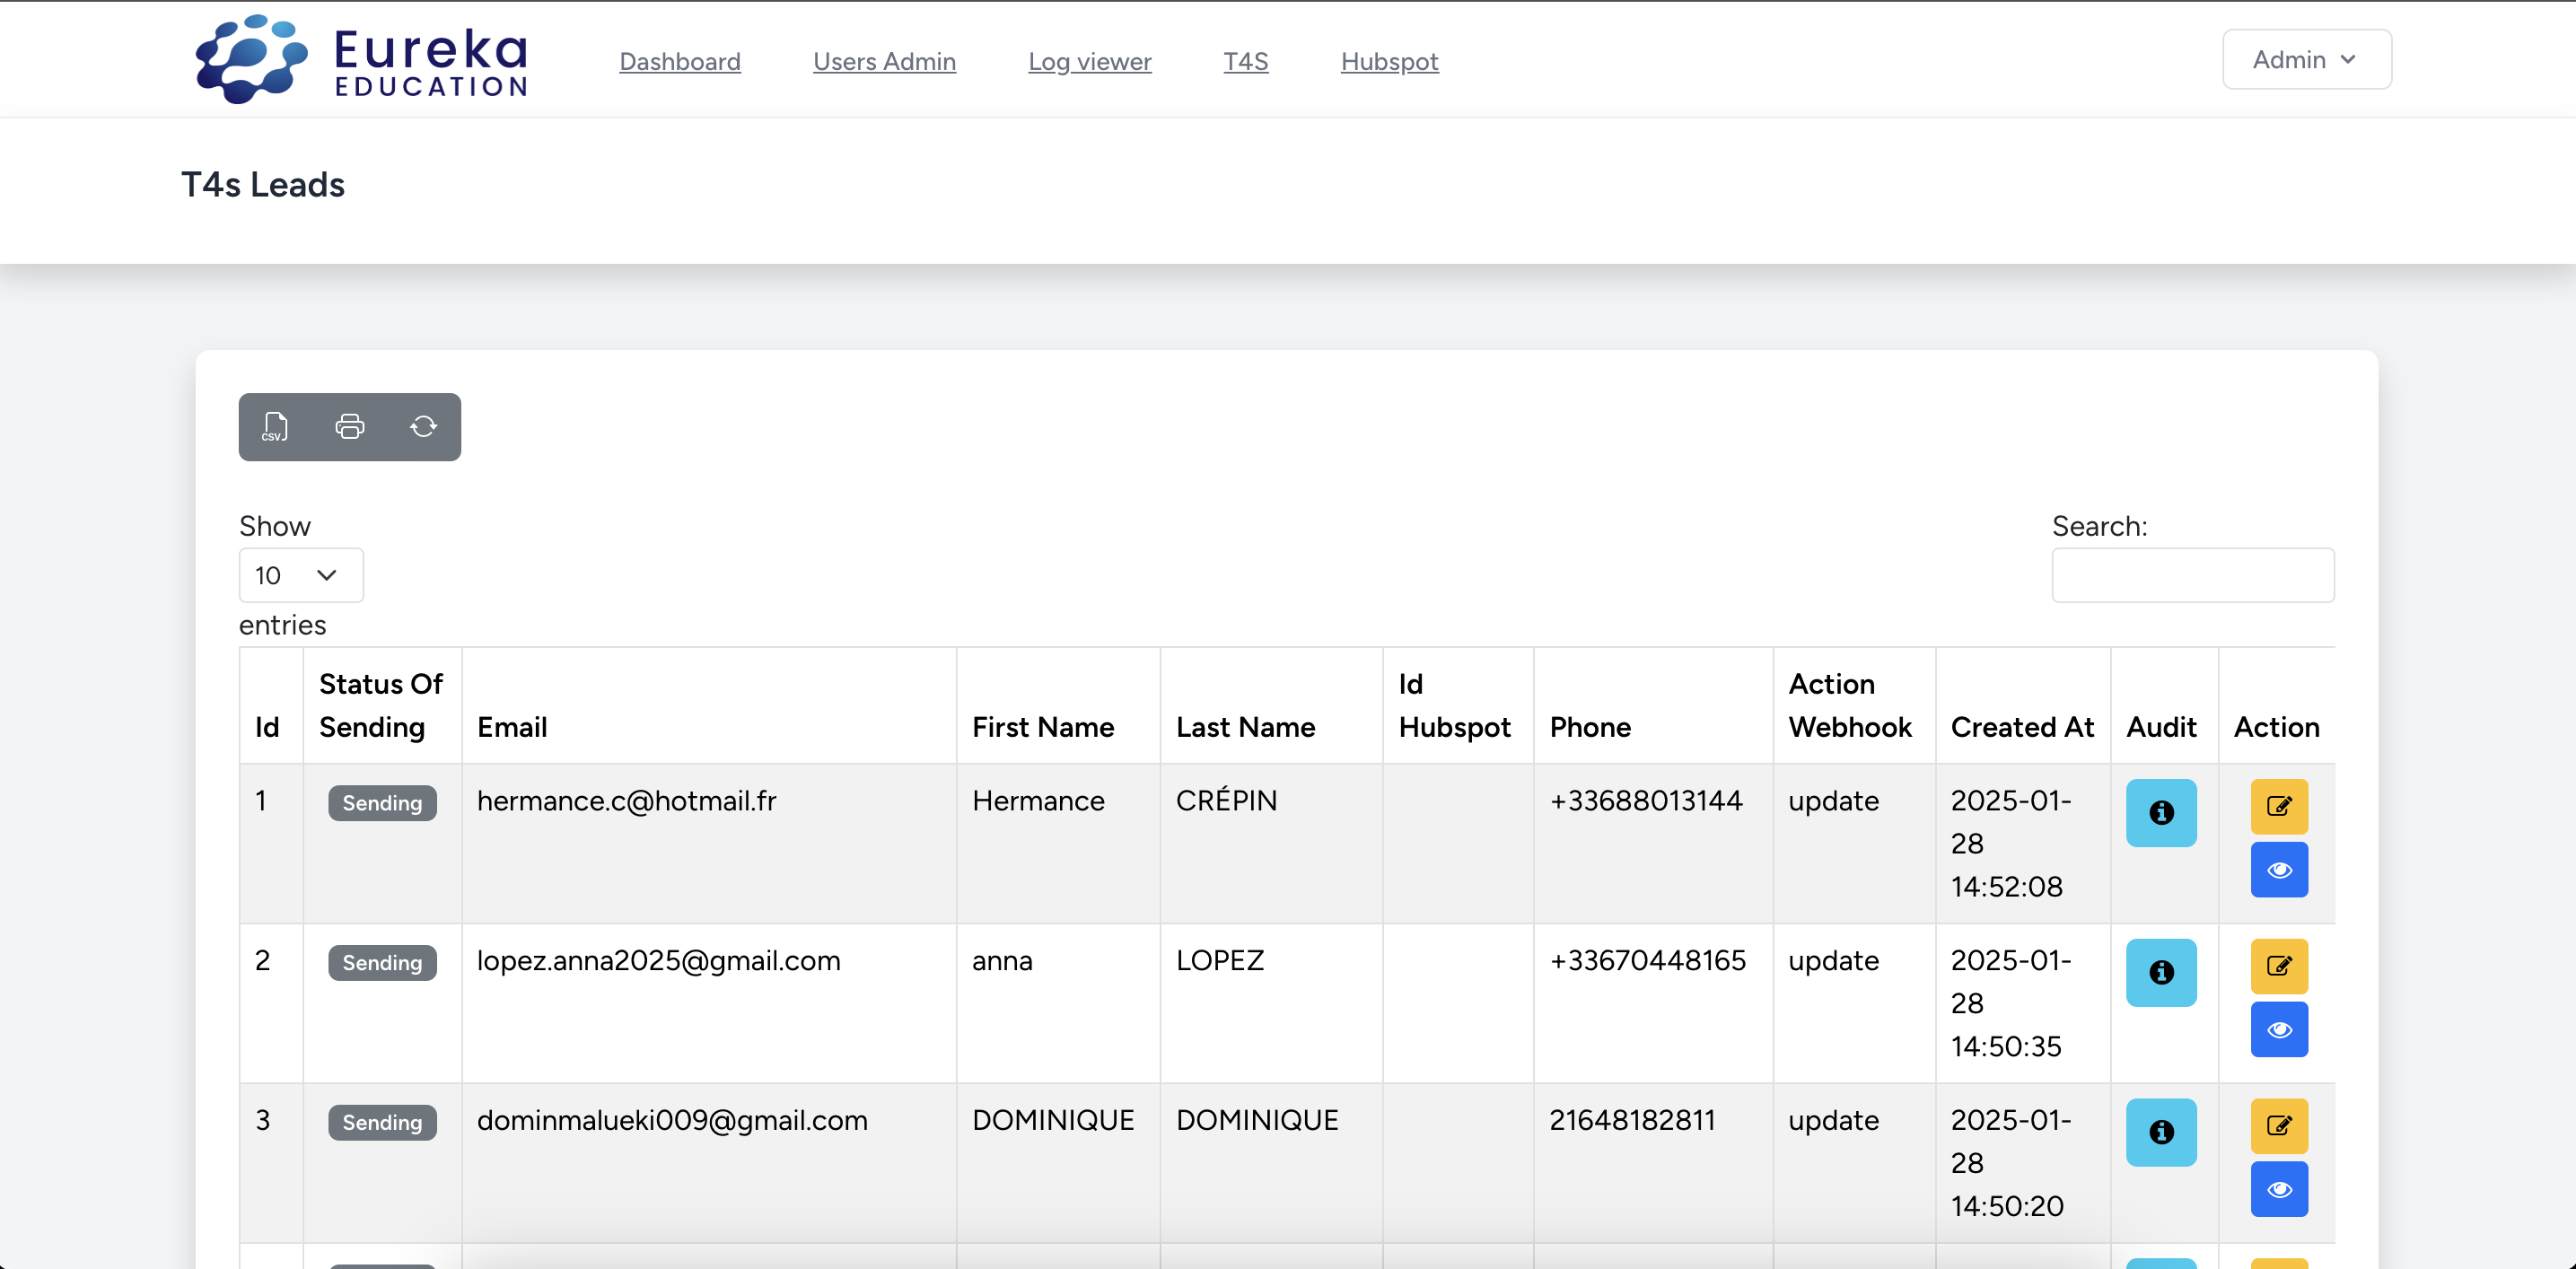 Eureka
EDUCATION
Dashboard
Users Admin
Log viewer
T4S
Hubspot
Admin
T4s Leads
CSV
Show
10
entries
Search:
Id
Status Of
Sending
Email
First Name
Last Name
Id
Hubspot
Phone
Action
Webhook
Created At
Audit
Action
1
Sending
hermance.c@hotmail.fr
Hermance
CRÉPIN
+33688013144
update
2025-01-
28
14:52:08
2
Sending
lopez.anna2025@gmail.com
anna
LOPEZ
+33670448165
update
2025-01-
28
14:50:35
3
Sending
dominmalueki009@gmail.com
DOMINIQUE
DOMINIQUE
21648182811
update
2025-01-
28
14:50:20